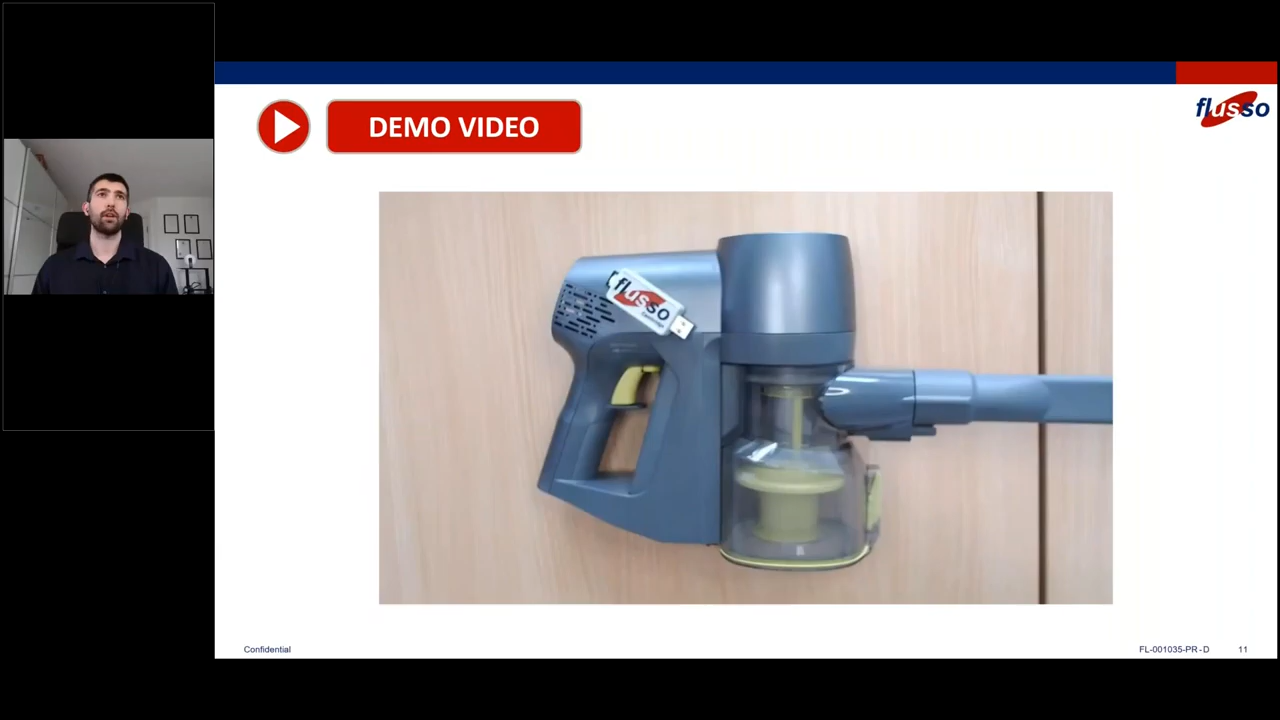 flusso
DEMO VIDEO
flusso
Confidential
FL-001035-PR-D
11